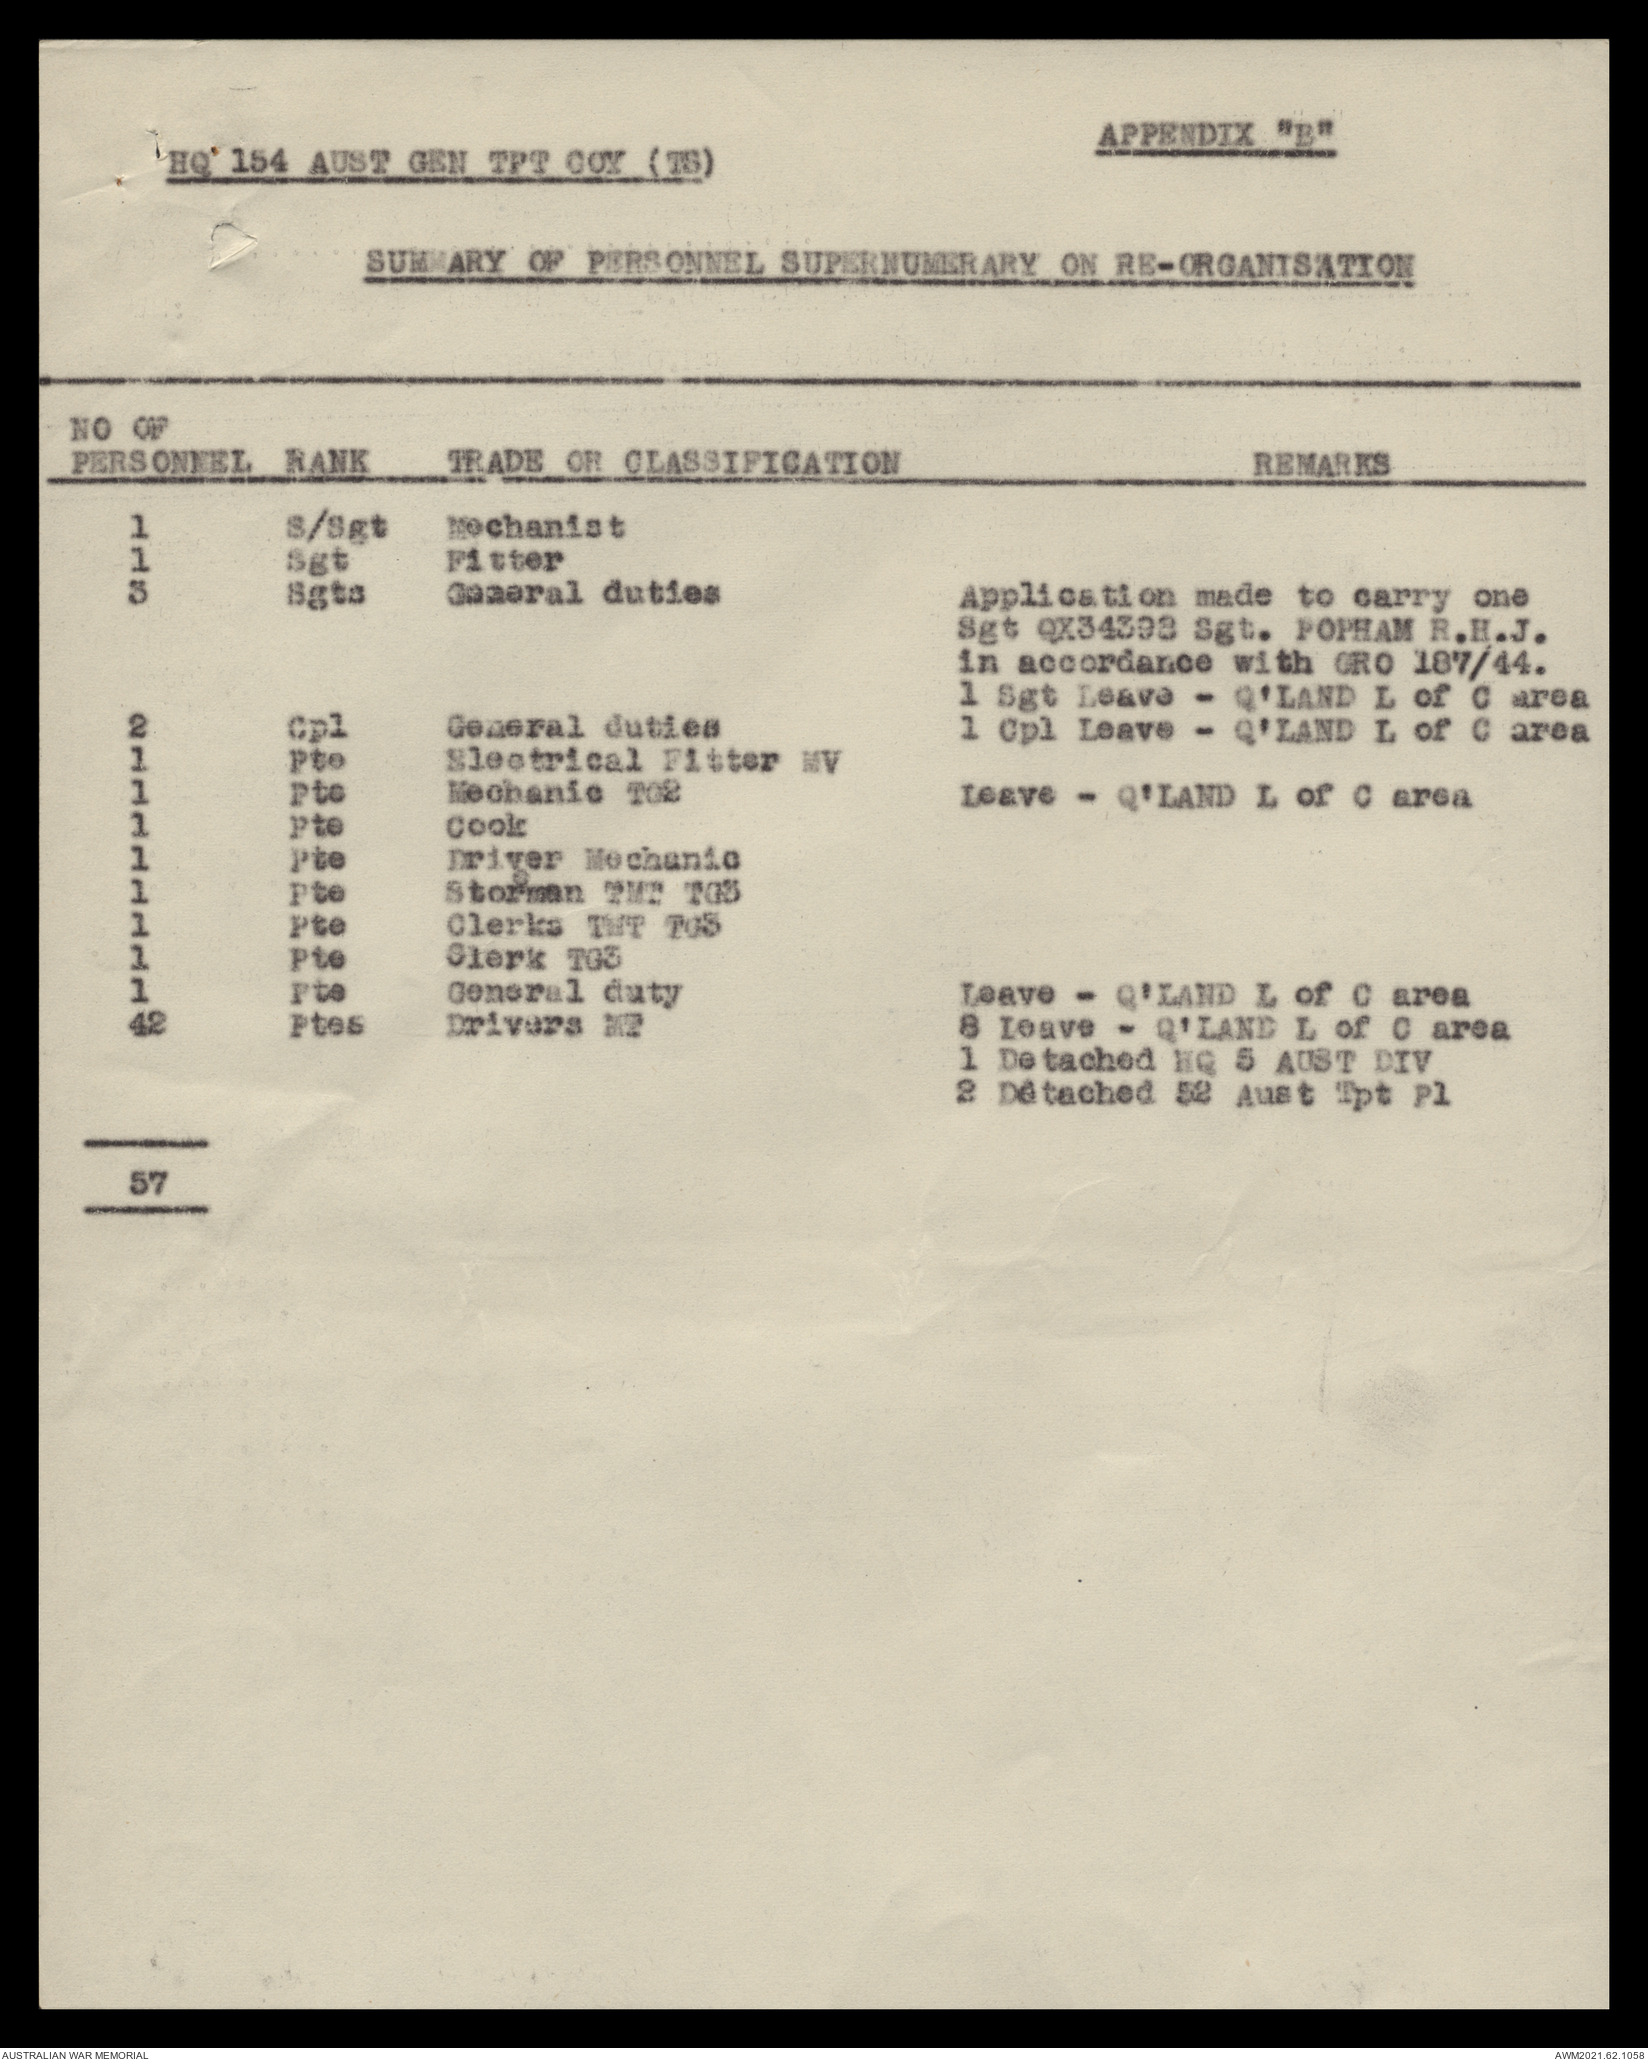 APPENDIX "B"
HQ 154 AUST GEN TPT COY (TS)
SUMMARY OF PERSONNEL SUPERNUMERARY ON RE-ORGANISATION
NO OF
PERSONNEL RANK TRADE OR CLASSIFICATION REMARKS
1 S/Sgt Mechanist
1 Sgt Fitter
3 Sgts General duties Application made to carry one
Sgt QX34398 Sgt. POPHAM R.H.J.
in accordance with GRO 187/44.
1 Sgt Leave - Q'LAND L of C area
2 Cpl General duties 1 Cpl Leave - Q'LAND L of C area
1 Pte Electrical Fitter MV
1 Pte Mechanic TG2 Leave - Q'LAND L of C area
1 Pte Cook
1 Pte Driver Mechanic
1 Pte Storeman TMT TG3
1 Pte Clerks TMT TG3
1 Pte Clerk TG3
1 Pte General duty Leave - Q'LAND L of C area
42 Ptes Drivers MT 8 Leave - Q'LAND L of C area
1 Detached HQ 5 AUST DIV
2 Detached 52 Aust Tpt Pl
57
AUSTRALIAN WAR MEMORIAL AWM2021.62.1058